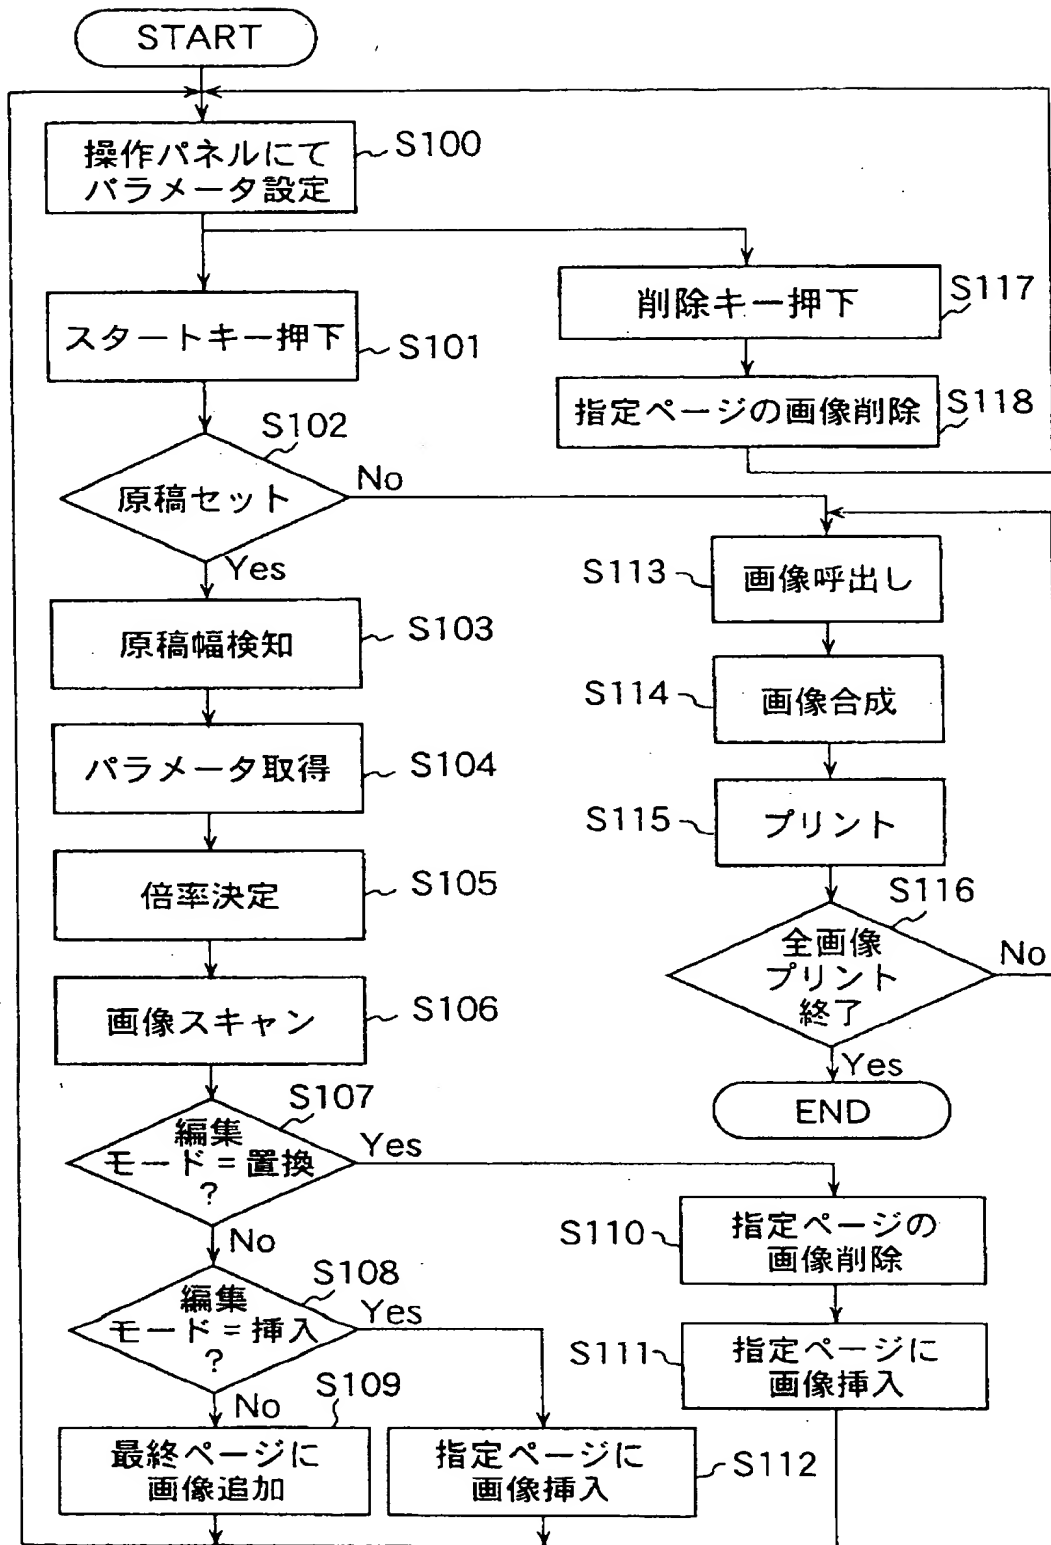 START
操作パネルにて
パラメータ設定
S100
スタートキー押下
S101
削除キー押下
S117
指定ページの画像削除
S118
S102
原稿セット
No
Yes
原稿幅検知
S103
パラメータ取得
S104
倍率決定
S105
画像スキャン
S106
S107
編集
モード=置換
?
Yes
No
S108
編集
モード=挿入
?
Yes
No
S109
最終ページに
画像追加
指定ページに
画像挿入
S112
S113
画像呼出し
S114
画像合成
S115
プリント
S116
全画像
プリント
終了
No
Yes
END
S110
指定ページの
画像削除
S111
指定ページに
画像挿入